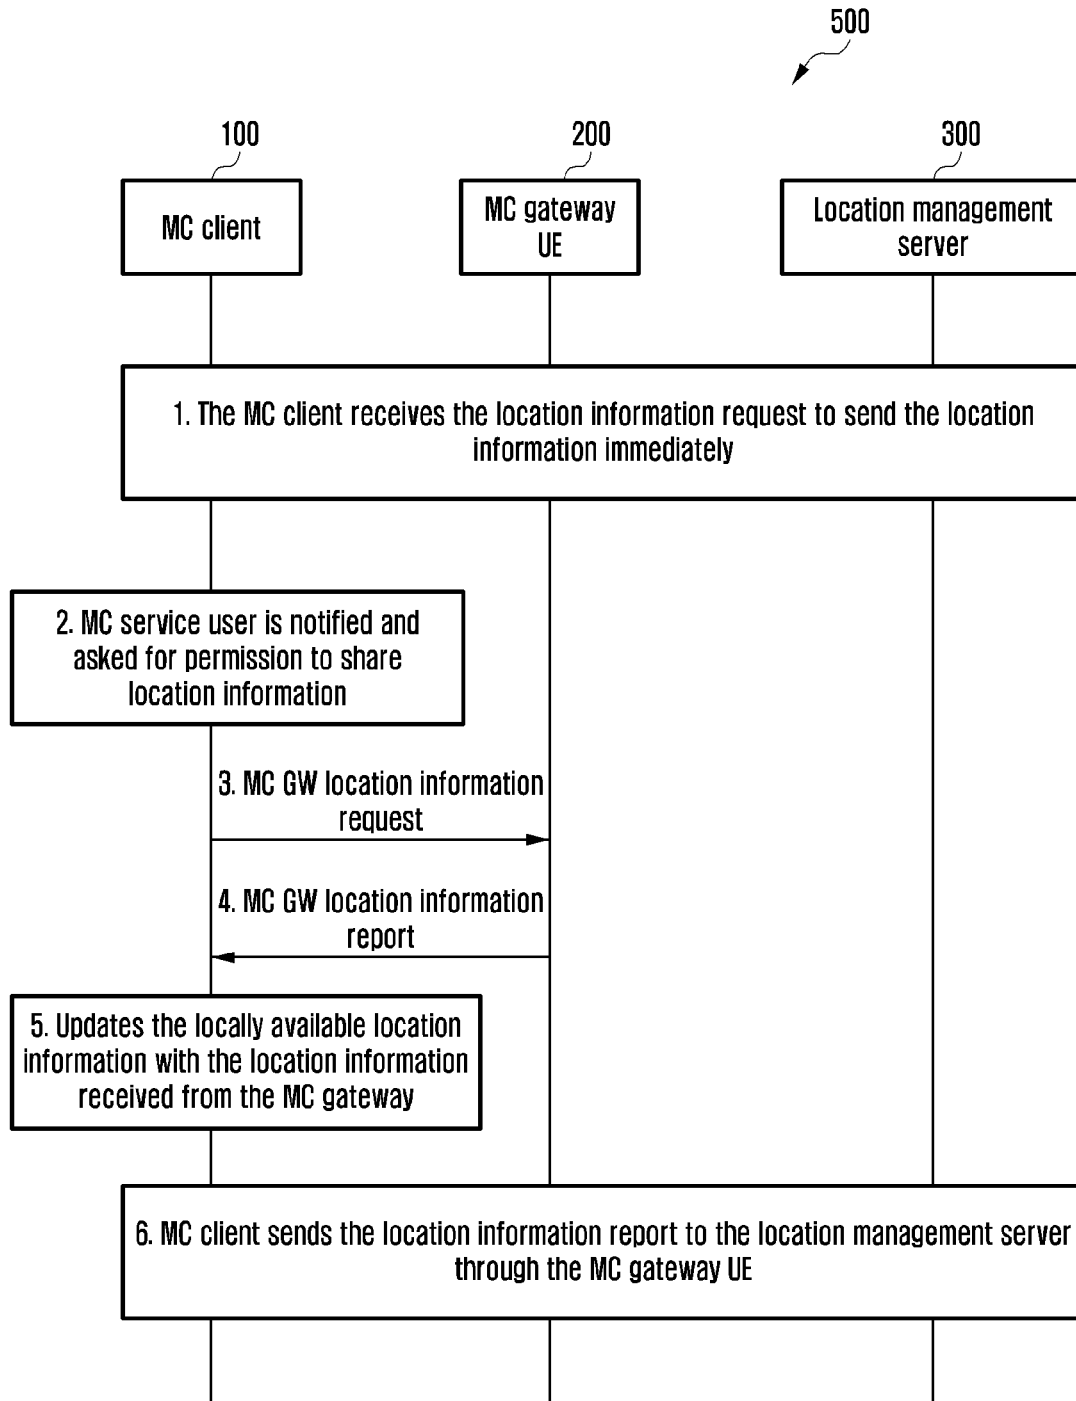 500
100
200
300
MC client
MC gateway
UE
Location management
server
1. The MC client receives the location information request to send the location
information immediately
2. MC service user is notified and
asked for permission to share
location information
3. MC GW location information
request
4. MC GW location information
report
5. Updates the locally available location
information with the location information
received from the MC gateway
6. MC client sends the location information report to the location management server
through the MC gateway UE